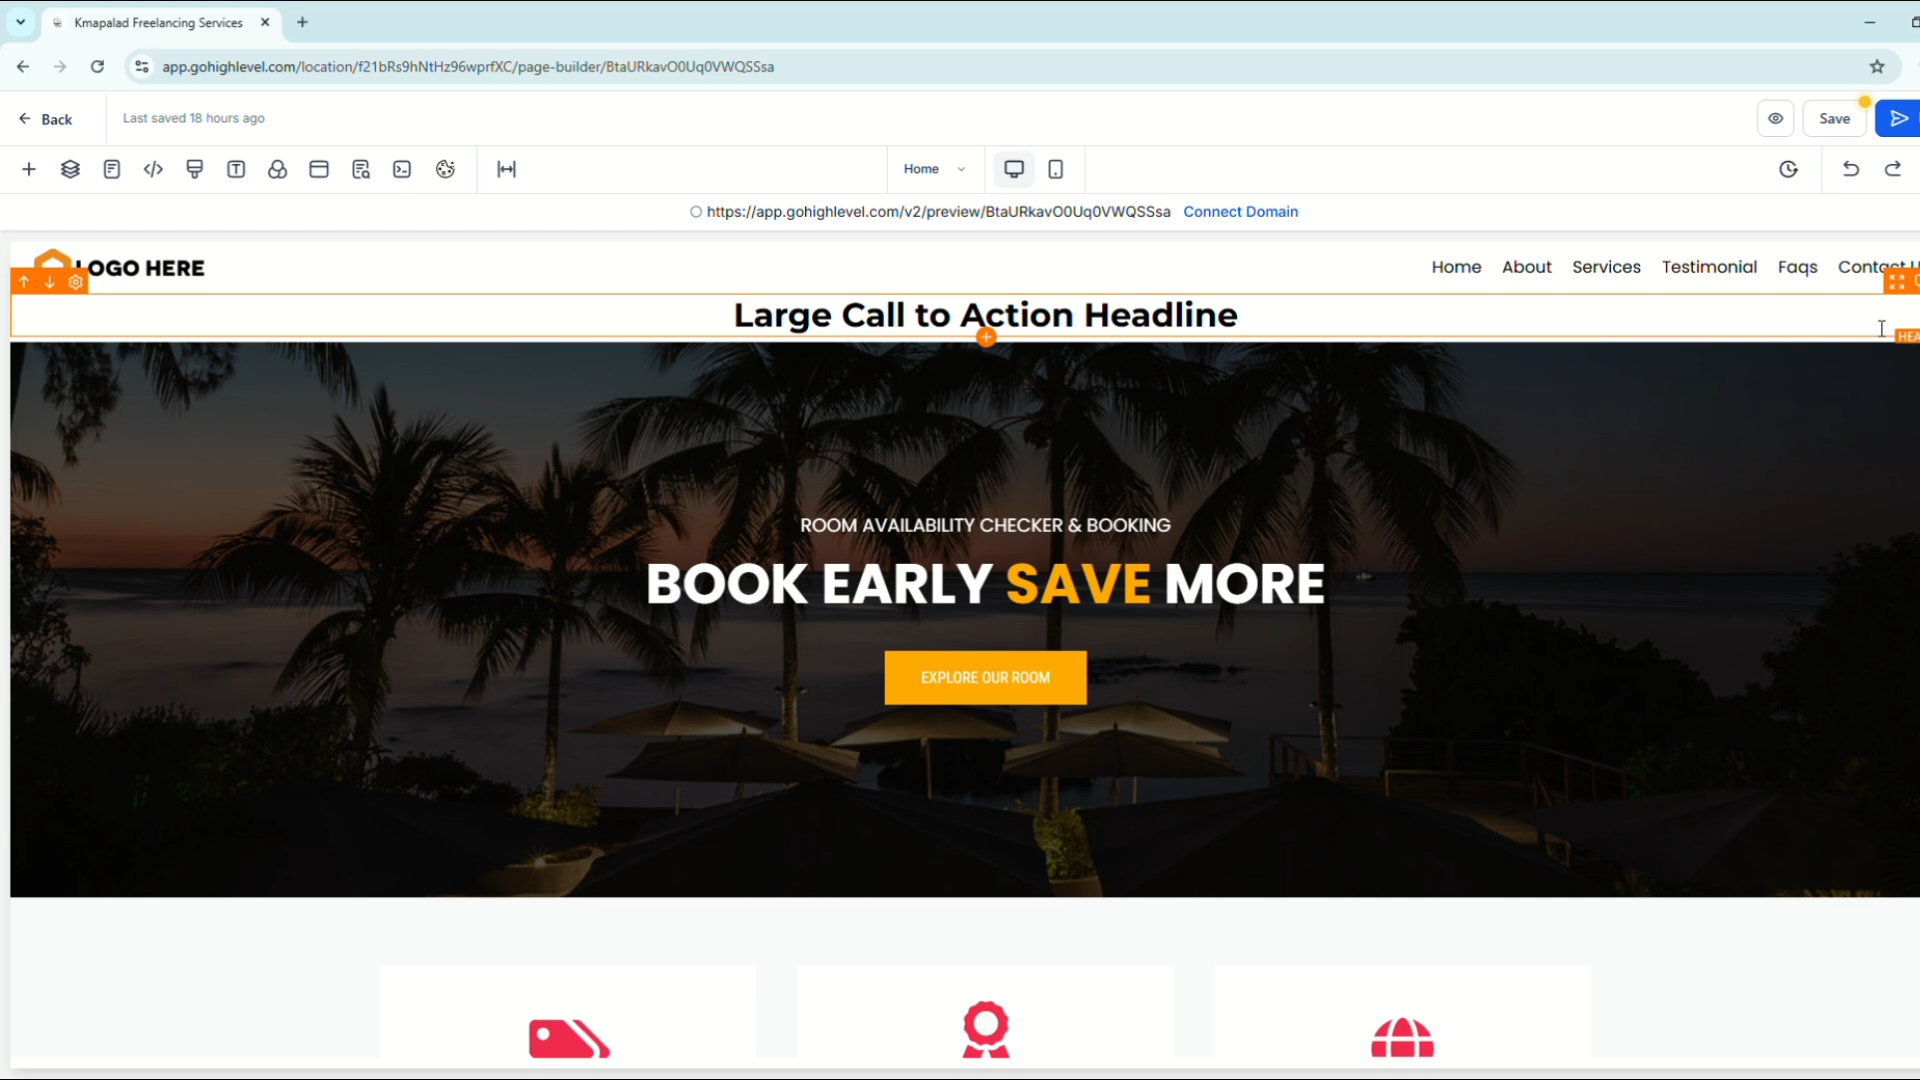 Kmapalad Freelancing Services
app.gohighlevel.com/location/f21bRs9hNtHz96wprfXC/page-builder/BtaURkavO0Uq0VWQSSsa
Back
Last saved 18 hours ago
Save
Home
https://app.gohighlevel.com/v2/preview/BtaURkavO0Uq0VWQSSsa Connect Domain
LOGO HERE
Home About Services Testimonial Faqs Contact
Large Call to Action Headline
HEA
ROOM AVAILABILITY CHECKER & BOOKING
BOOK EARLY SAVE MORE
EXPLORE OUR ROOM